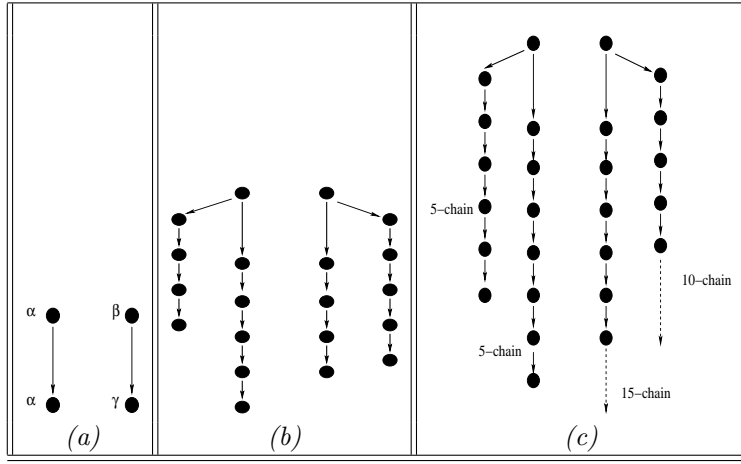 5–chain
10–chain
α β
5–chain
15–chain
α γ
(a) (b) (c)